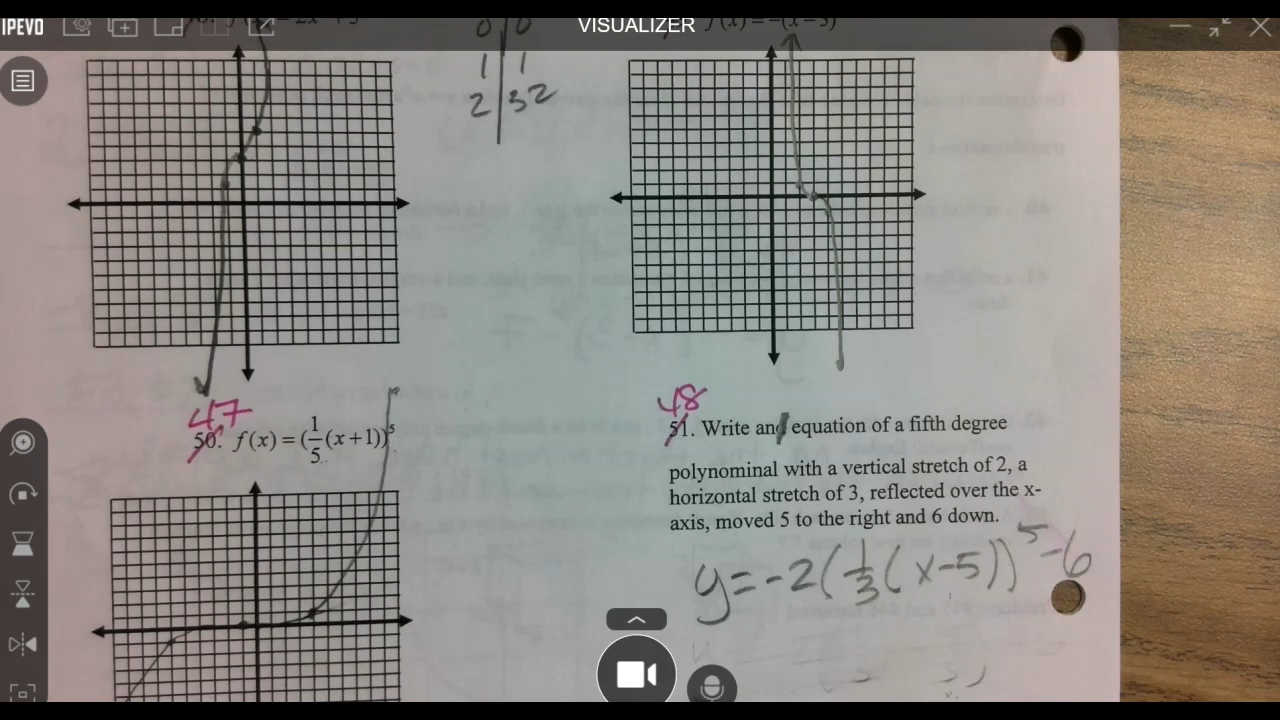 IPEVO
VISUALIZER
0 | 0
1 | 1
2 | 32
47
50. f(x) = (1/5(x+1))^5
48
51. Write an equation of a fifth degree
polynominal with a vertical stretch of 2, a
horizontal stretch of 3, reflected over the x-
axis, moved 5 to the right and 6 down.
y = -2(1/3(x-5))^5 - 6